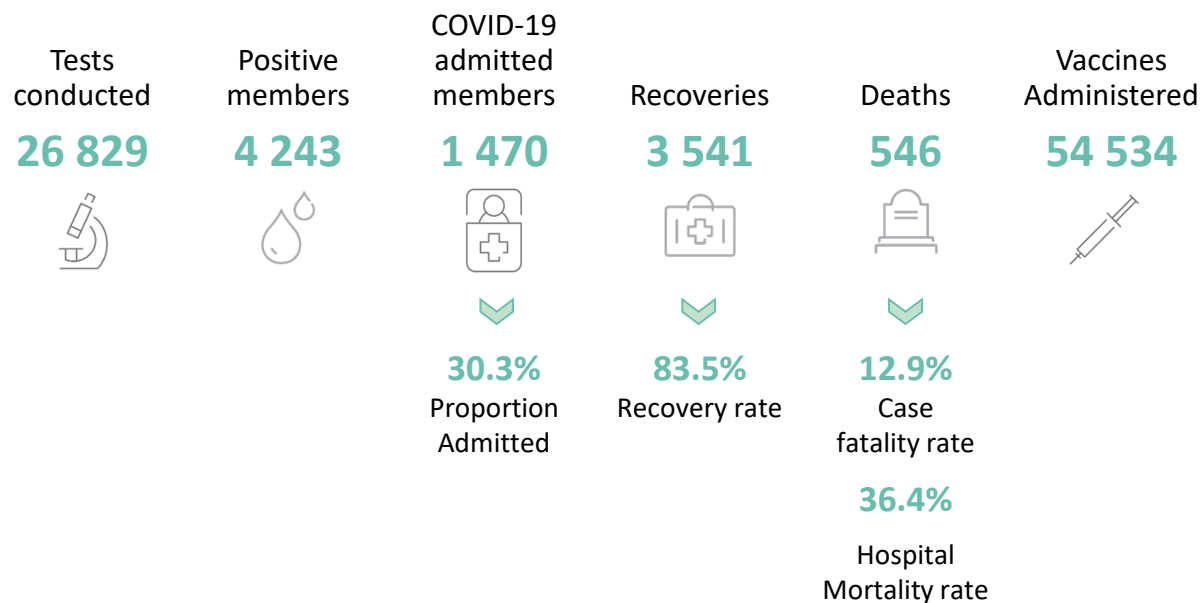 Tests
conducted
26 829
Positive
members
4 243
COVID-19
admitted
members
1 470
30.3%
Proportion
Admitted
Recoveries
3 541
83.5%
Recovery rate
Deaths
546
12.9%
Case
fatality rate
36.4%
Hospital
Mortality rate
Vaccines
Administered
54 534